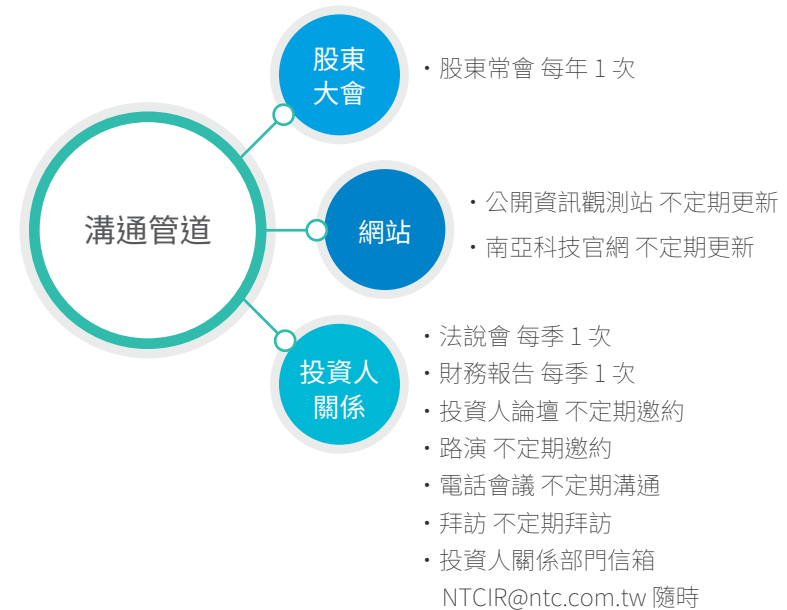 溝通管道
股東
大會
・股東常會 每年 1 次
網站
・公開資訊觀測站 不定期更新
・南亞科技官網 不定期更新
投資人
關係
・法說會 每季 1 次
・財務報告 每季 1 次
・投資人論壇 不定期邀約
・路演 不定期邀約
・電話會議 不定期溝通
・拜訪 不定期拜訪
・投資人關係部門信箱
NTCIR@ntc.com.tw 隨時